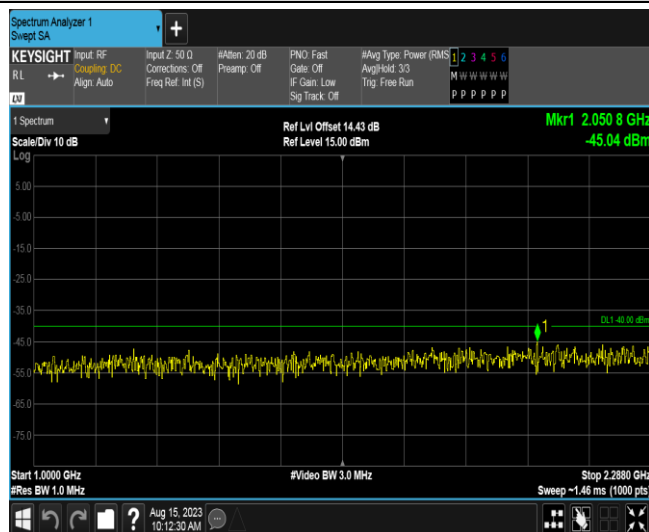 Spectrum Analyzer 1
Swept SA
+
KEYSIGHT
RL
LXI
Input: RF
Coupling: DC
Align: Auto
Input Z: 50 Ω
Corrections: Off
Freq Ref: Int (S)
#Atten: 20 dB
Preamp: Off
PNO: Fast
Gate: Off
IF Gain: Low
Sig Track: Off
#Avg Type: Power (RMS
Avg|Hold: 3/3
Trig: Free Run
1 2 3 4 5 6
M W W W W W
P P P P P P
1 Spectrum
Scale/Div 10 dB
Log
Ref Lvl Offset 14.43 dB
Ref Level 15.00 dBm
Mkr1 2.050 8 GHz
-45.04 dBm
5.00
-5.00
-15.0
-25.0
-35.0
DL1 -40.00 dBm
1
-45.0
-55.0
-65.0
-75.0
Start 1.0000 GHz
#Res BW 1.0 MHz
#Video BW 3.0 MHz
Stop 2.2880 GHz
Sweep ~1.46 ms (1000 pts)
?
Aug 15, 2023
10:12:30 AM